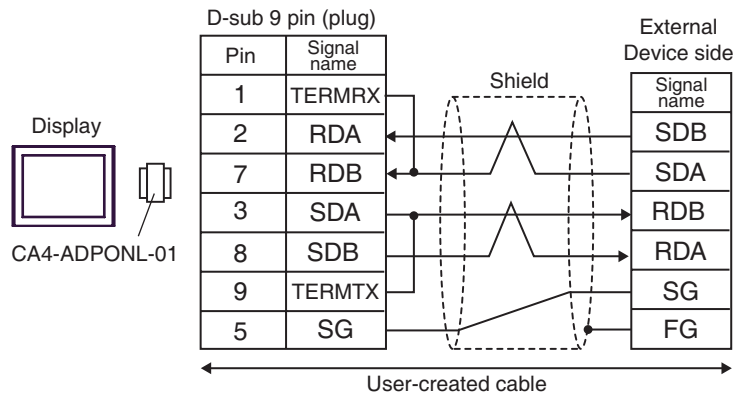 D-sub 9 pin (plug)
External
Device side
Pin
Signal
name
Shield
Signal
name
1
TERMRX
Display
2
RDA
SDB
7
RDB
SDA
3
SDA
RDB
CA4-ADPONL-01
8
SDB
RDA
9
TERMTX
SG
5
SG
FG
User-created cable